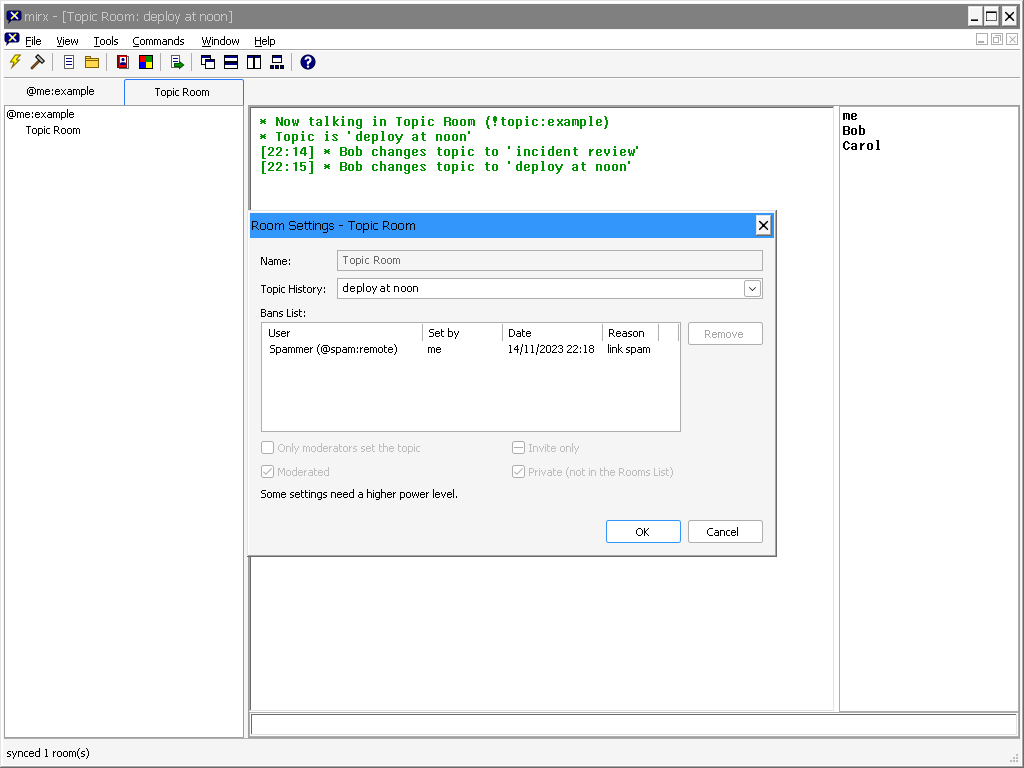 mirx - [Topic Room: deploy at noon]
File View Tools Commands Window Help
@me:example
Topic Room
@me:example
Topic Room
* Now talking in Topic Room (!topic:example)
* Topic is 'deploy at noon'
[22:14] * Bob changes topic to 'incident review'
[22:15] * Bob changes topic to 'deploy at noon'
me
Bob
Carol
Room Settings - Topic Room
Name: Topic Room
Topic History: deploy at noon
Bans List:
User Set by Date Reason
Spammer (@spam:remote) me 14/11/2023 22:18 link spam
Remove
Only moderators set the topic
Invite only
Moderated
Private (not in the Rooms List)
Some settings need a higher power level.
OK Cancel
synced 1 room(s)